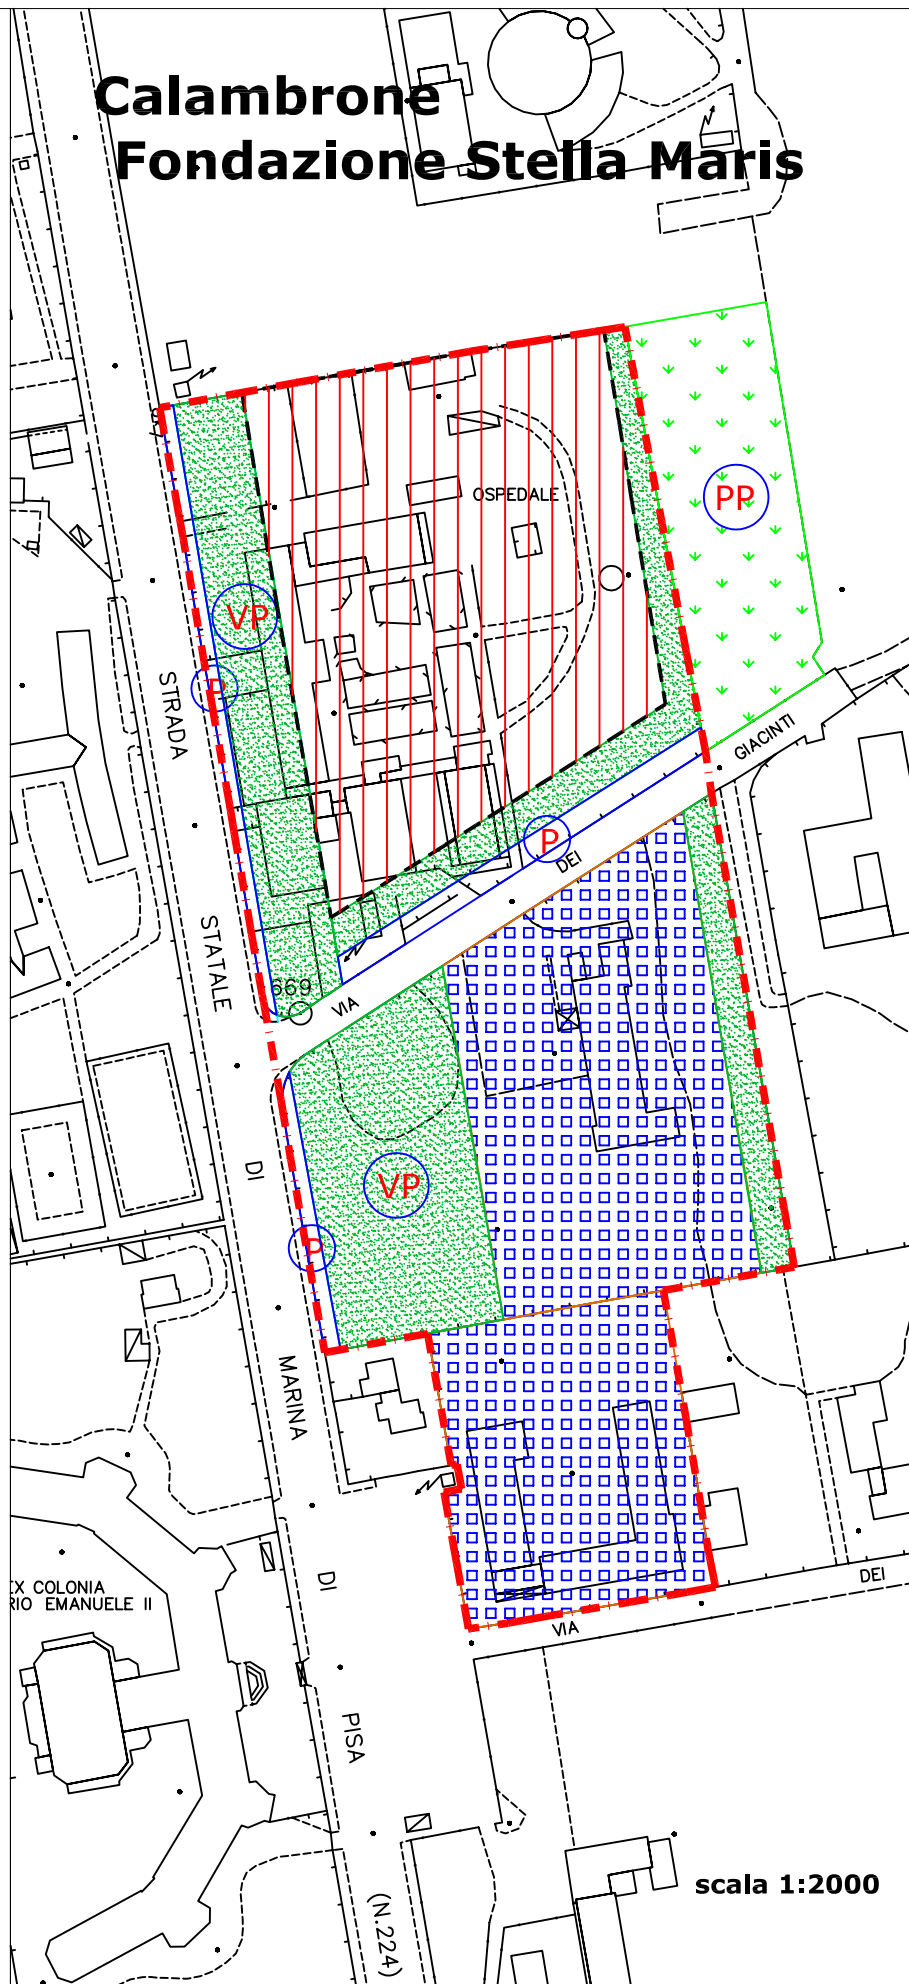 Calambrone
Fondazione Stella Maris
OSPEDALE
PP
VP
P
STRADA
GIACINTI
P
DEI
STATALE
669
VIA
DI
VP
P
MARINA
DEI
EX COLONIA
RIO EMANUELE II
DI
VIA
PISA
scala 1:2000
(N.224)